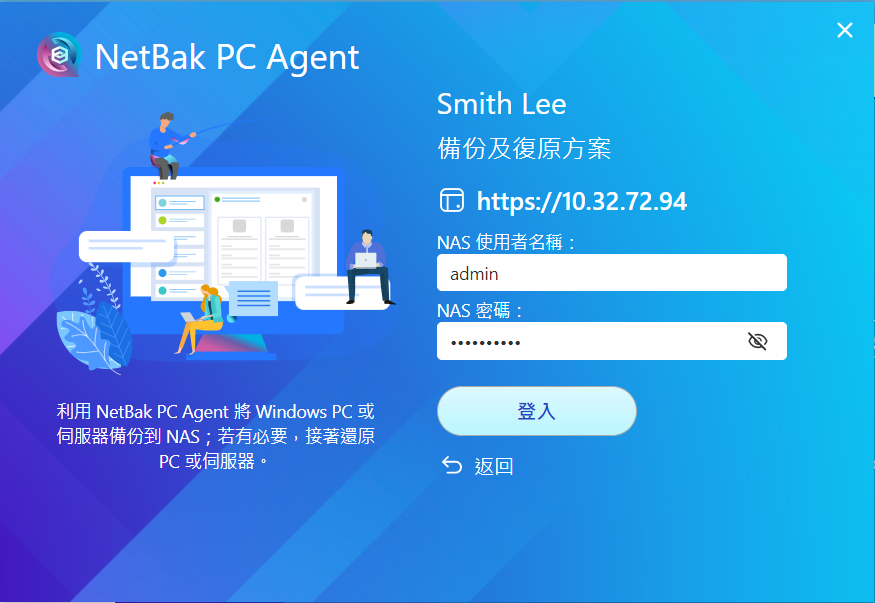 NetBak PC Agent
Smith Lee
備份及復原方案
https://10.32.72.94
NAS 使用者名稱：
admin
NAS 密碼：
••••••••••
登入
返回
利用 NetBak PC Agent 將 Windows PC 或
伺服器備份到 NAS；若有必要，接著還原
PC 或伺服器。